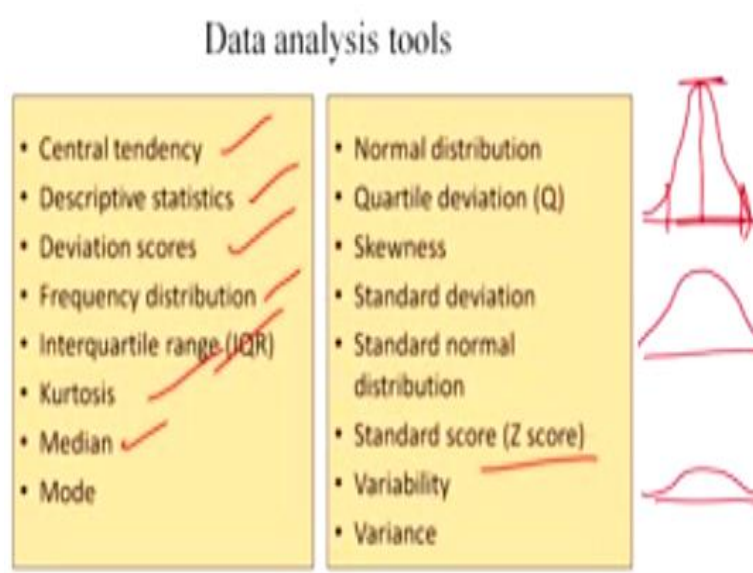 Data analysis tools
• Central tendency
• Descriptive statistics
• Deviation scores
• Frequency distribution
• Interquartile range (IQR)
• Kurtosis
• Median
• Mode
• Normal distribution
• Quartile deviation (Q)
• Skewness
• Standard deviation
• Standard normal
distribution
• Standard score (Z score)
• Variability
• Variance